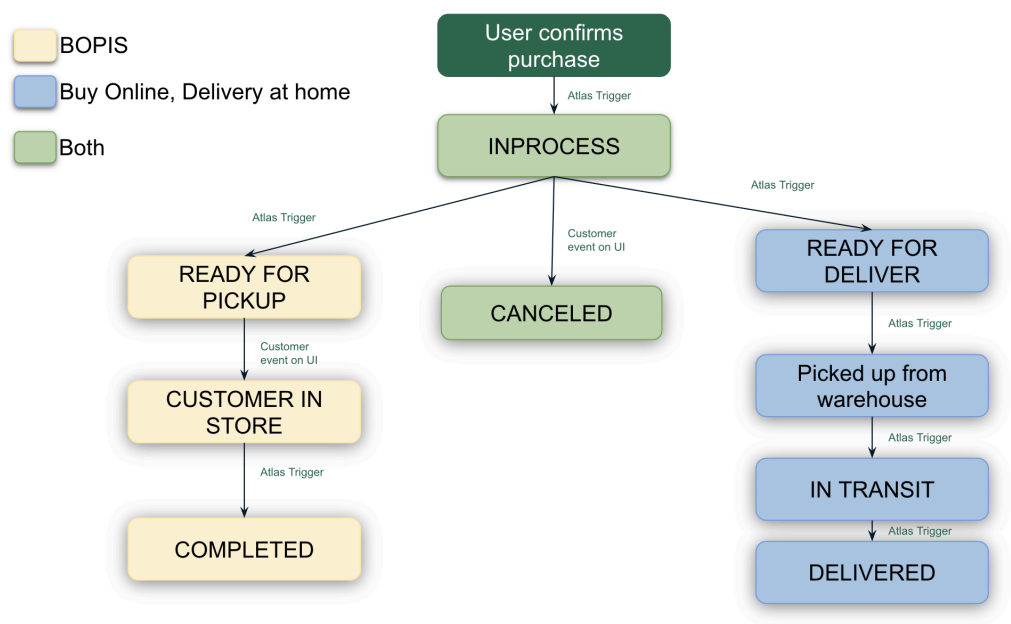 BOPIS
Buy Online, Delivery at home
Both
User confirms
purchase
Atlas Trigger
INPROCESS
Atlas Trigger
Customer
event on UI
Atlas Trigger
READY FOR
PICKUP
CANCELED
READY FOR
DELIVER
Customer
event on UI
Atlas Trigger
CUSTOMER IN
STORE
Picked up from
warehouse
Atlas Trigger
Atlas Trigger
COMPLETED
IN TRANSIT
Atlas Trigger
DELIVERED